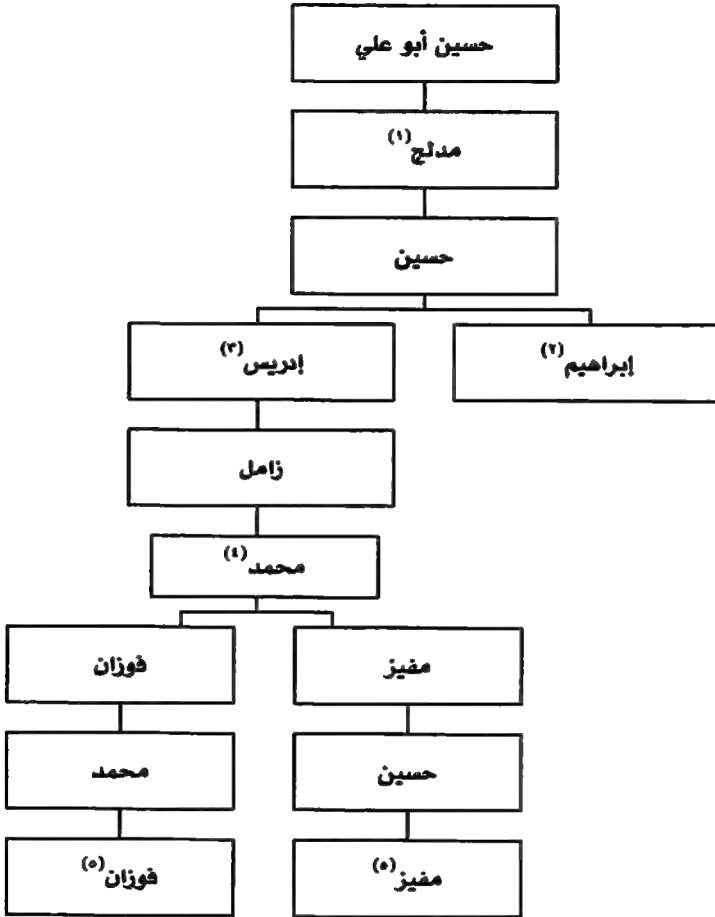 حسين أبو علي
مدلج (١)
حسين
إبراهيم (٢)
إدريس (٣)
زامل
محمد (٤)
مفيز
فوزان
حسين
محمد
مفيز (٥)
فوزان (٥)